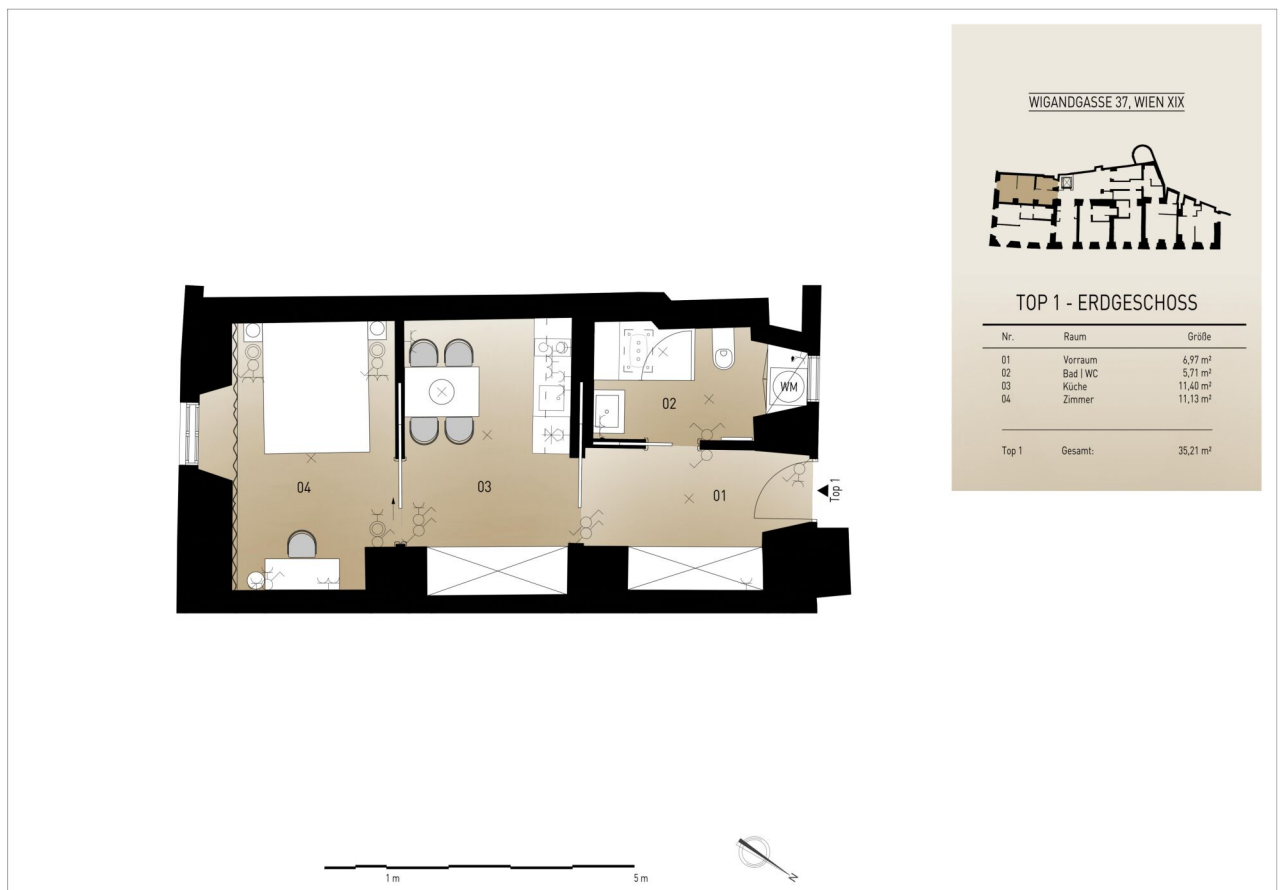 WIGANDGASSE 37, WIEN XIX
TOP 1 - ERDGESCHOSS
Nr. Raum Größe
01 Vorraum 6,97 m²
02 Bad | WC 5,71 m²
03 Küche 11,40 m²
04 Zimmer 11,13 m²
Top 1 Gesamt: 35,21 m²
WM
02
04
03
01
Top 1
1 m
5 m
N